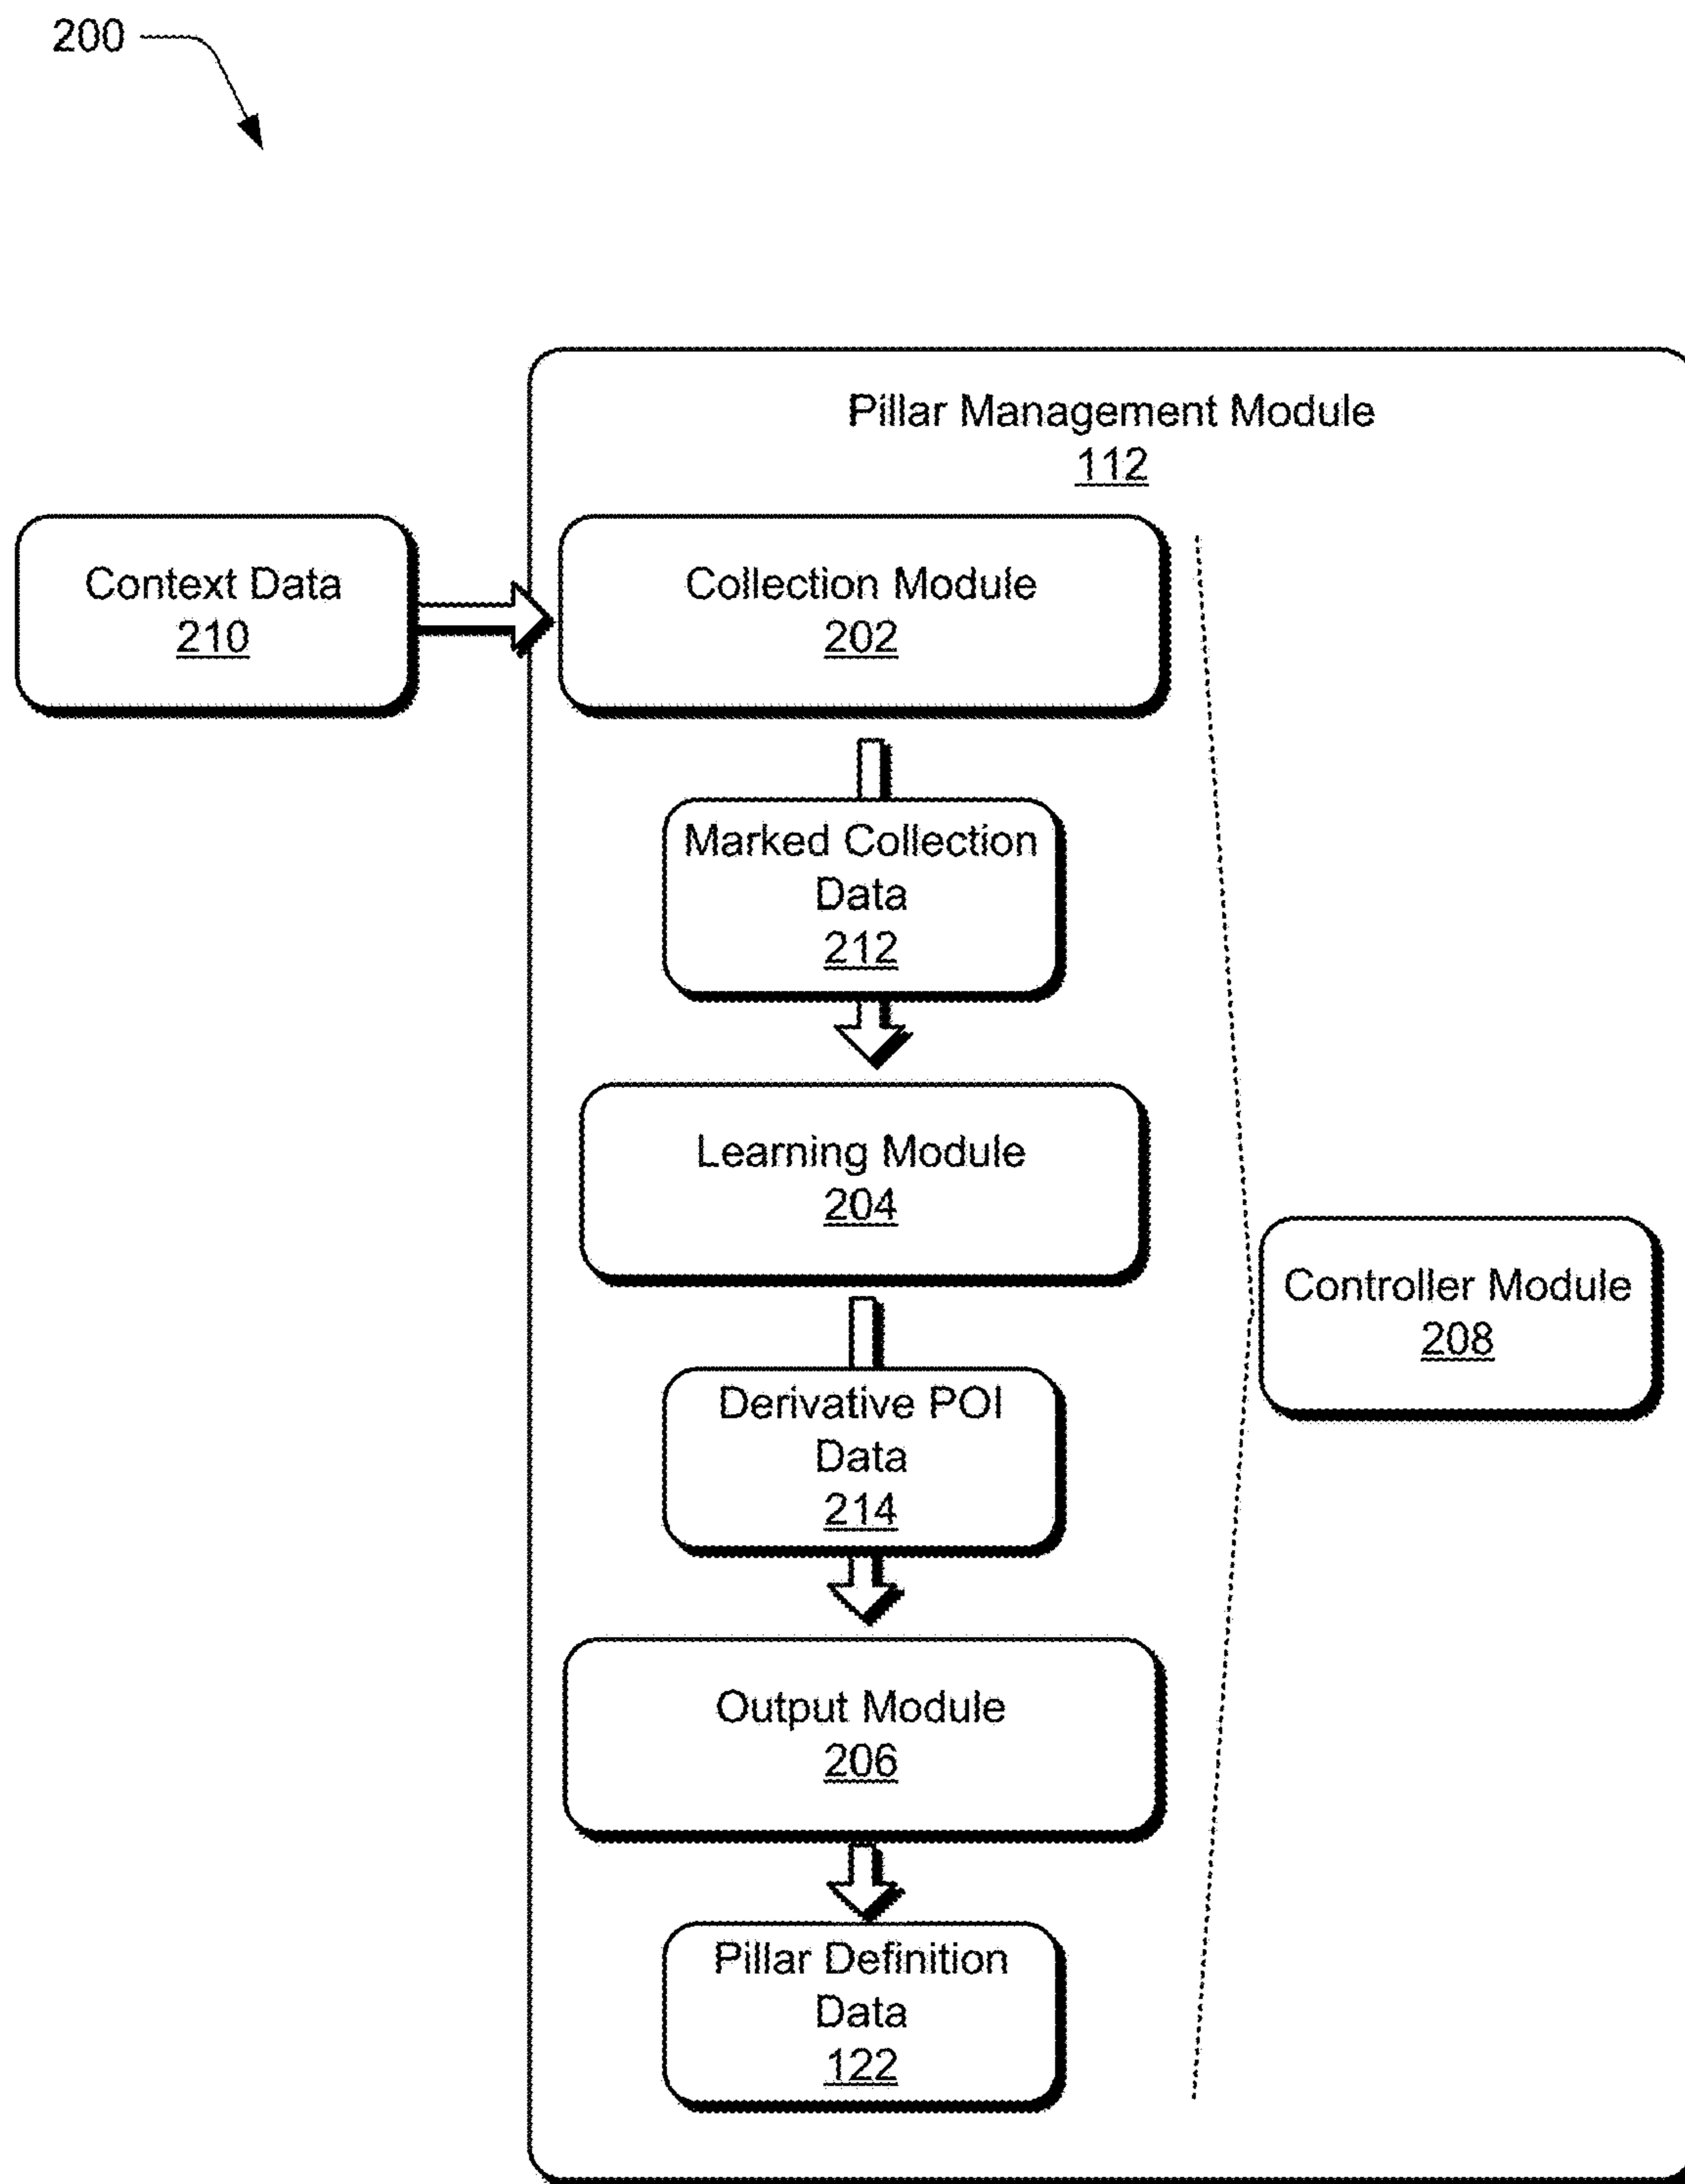 200
Pillar Management Module
112
Context Data
210
Collection Module
202
Marked Collection
Data
212
Learning Module
204
Controller Module
208
Derivative POI
Data
214
Output Module
206
Pillar Definition
Data
122